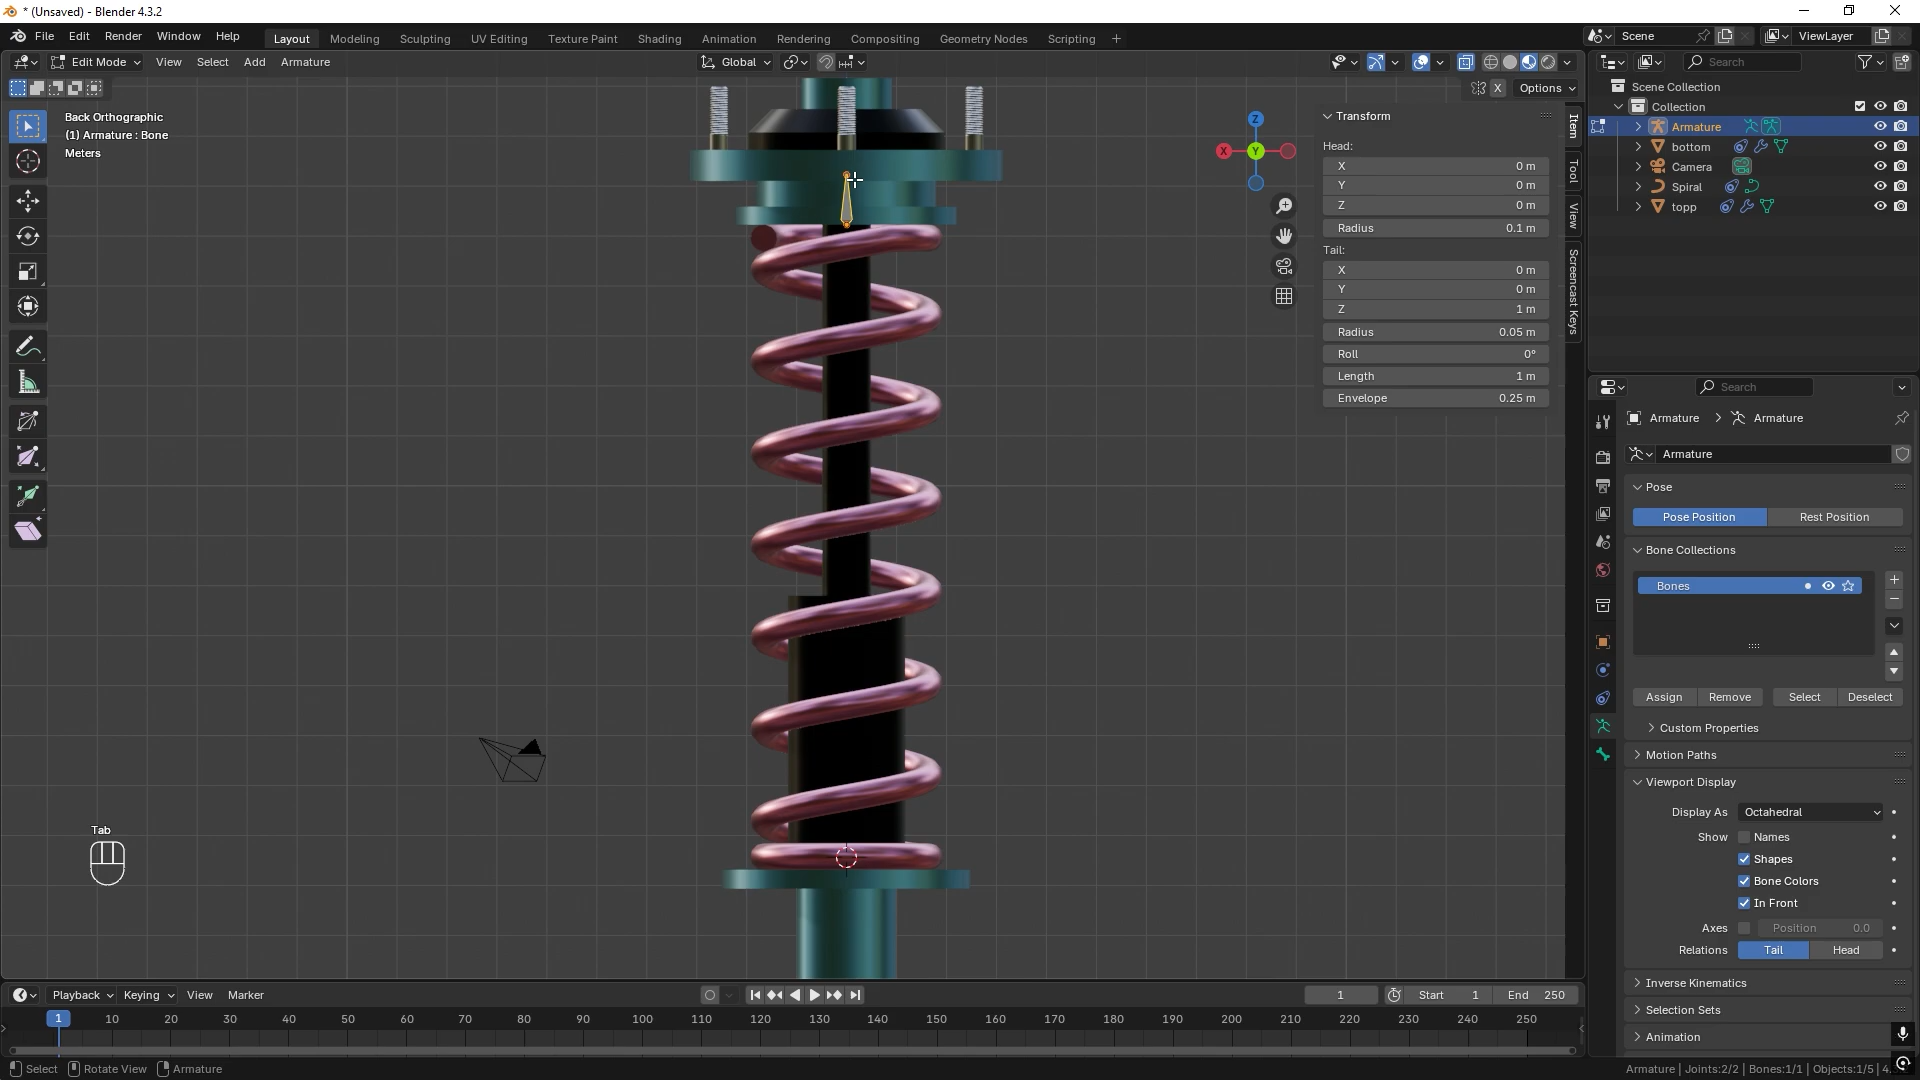 * (Unsaved) - Blender 4.3.2
File Edit Render Window Help Layout Modeling Sculpting UV Editing Texture Paint Shading Animation Rendering Compositing Geometry Nodes Scripting + Scene ViewLayer
Edit Mode View Select Add Armature Global Search
X Options
Back Orthographic
(1) Armature : Bone
Meters
Z
X Y
Transform
Head:
X 0 m
Y 0 m
Z 0 m
Radius 0.1 m
Tail:
X 0 m
Y 0 m
Z 1 m
Radius 0.05 m
Roll 0°
Length 1 m
Envelope 0.25 m
Item
Tool
View
Screencast Keys
Scene Collection
Collection
Armature
bottom
Camera
Spiral
topp
Search
Armature > Armature
Armature
Pose
Pose Position Rest Position
Bone Collections
Bones
Assign Remove Select Deselect
Custom Properties
Motion Paths
Viewport Display
Display As Octahedral
Show Names
Shapes
Bone Colors
In Front
Axes Position 0.0
Relations Tail Head
Inverse Kinematics
Selection Sets
Animation
Tab
Playback Keying View Marker 1 Start 1 End 250
1 10 20 30 40 50 60 70 80 90 100 110 120 130 140 150 160 170 180 190 200 210 220 230 240 250
Select Rotate View Armature Armature | Joints:2/2 | Bones:1/1 | Objects:1/5 | 4.